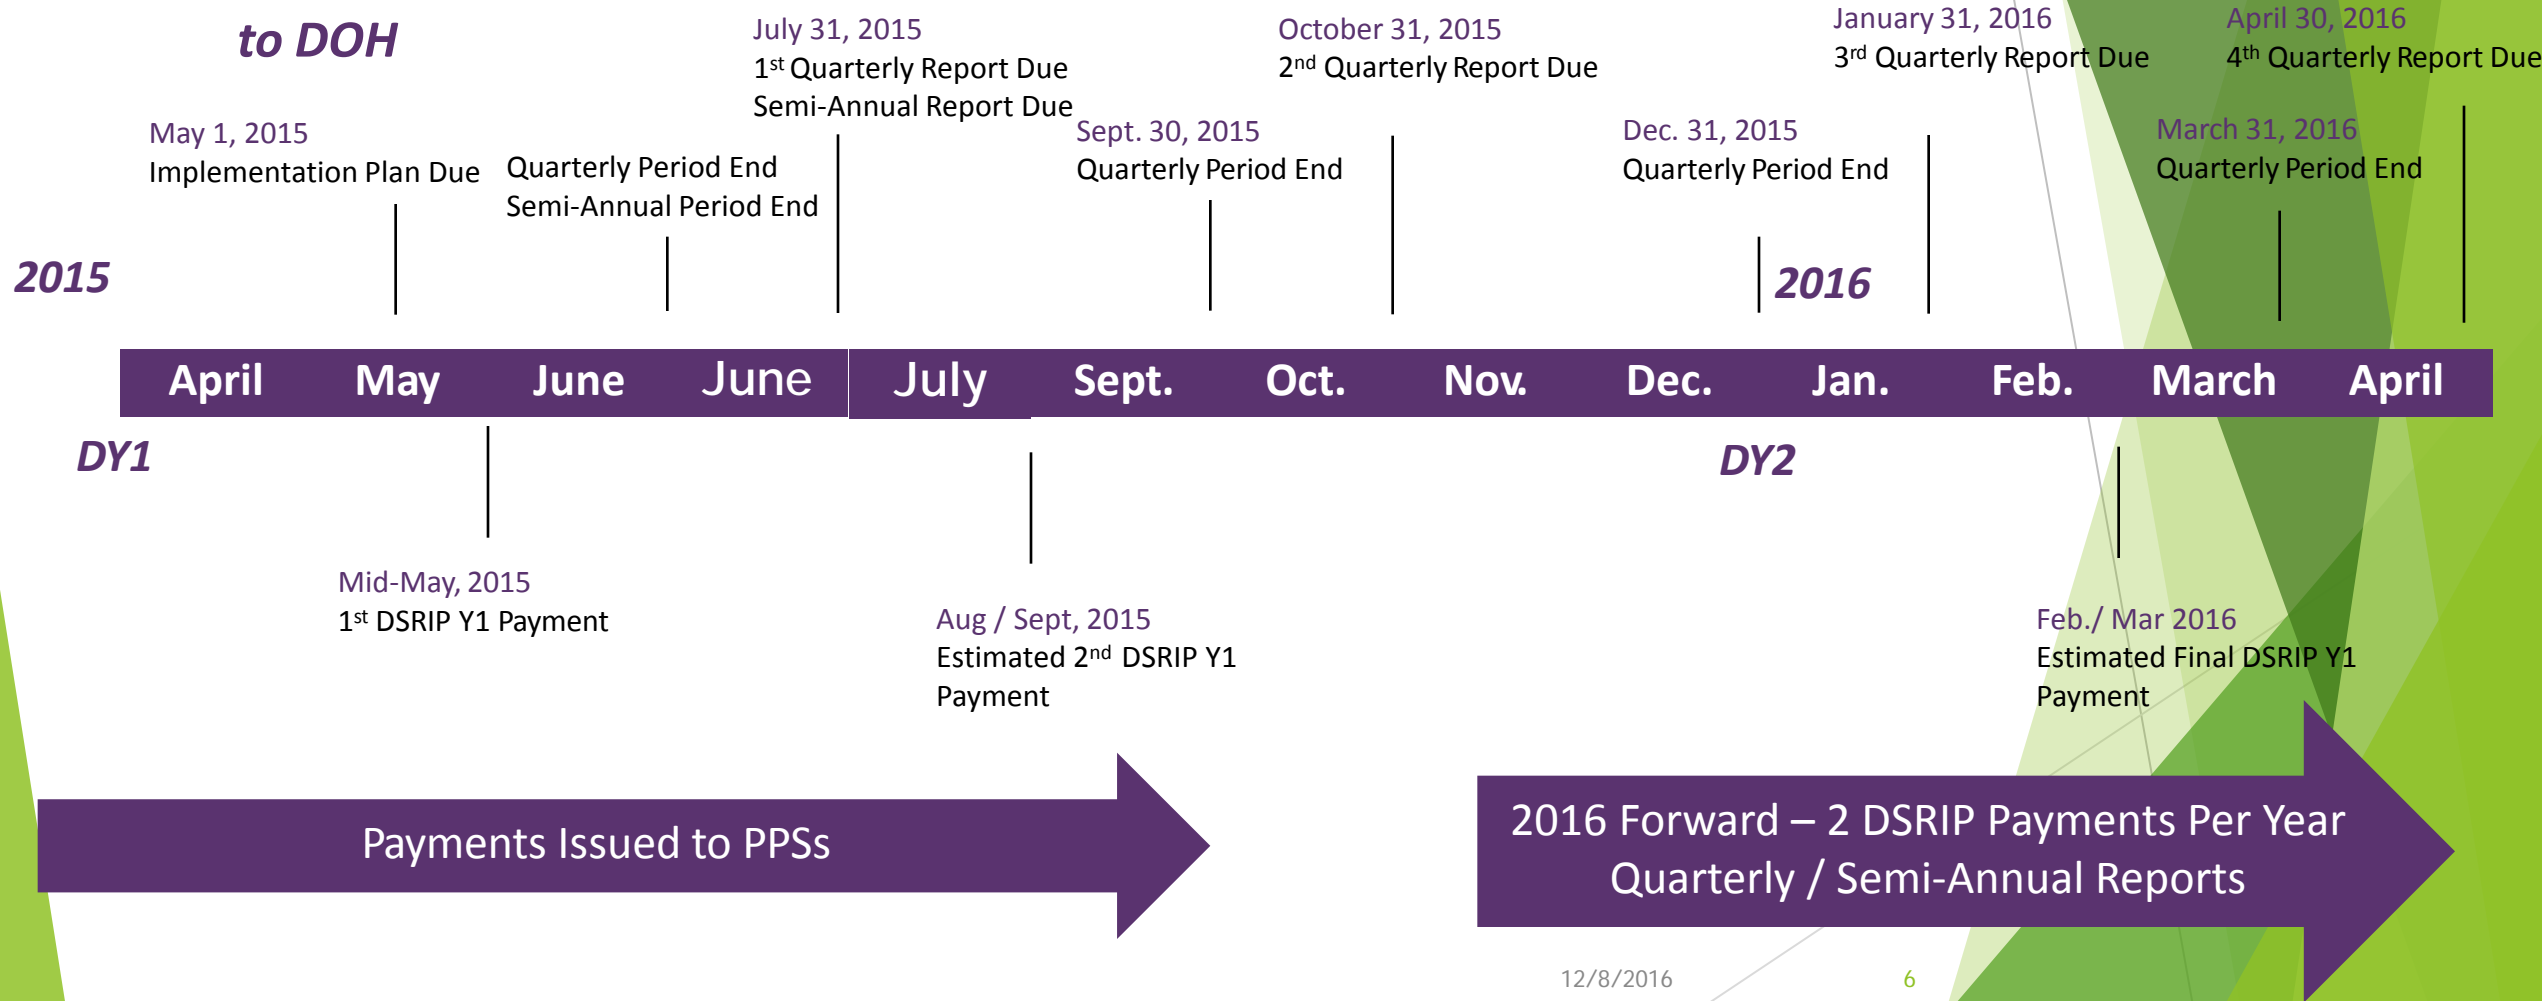 to DOH
May 1, 2015
Implementation Plan Due
Quarterly Period End
Semi-Annual Period End
July 31, 2015
1st Quarterly Report Due
Semi-Annual Report Due
Sept. 30, 2015
Quarterly Period End
October 31, 2015
2nd Quarterly Report Due
Dec. 31, 2015
Quarterly Period End
January 31, 2016
3rd Quarterly Report Due
March 31, 2016
Quarterly Period End
April 30, 2016
4th Quarterly Report Due
2015
2016
April May June June July Sept. Oct. Nov. Dec. Jan. Feb. March April
DY1
DY2
Mid-May, 2015
1st DSRIP Y1 Payment
Aug / Sept, 2015
Estimated 2nd DSRIP Y1
Payment
Feb./ Mar 2016
Estimated Final DSRIP Y1
Payment
Payments Issued to PPSs
2016 Forward – 2 DSRIP Payments Per Year
Quarterly / Semi-Annual Reports
12/8/2016
6